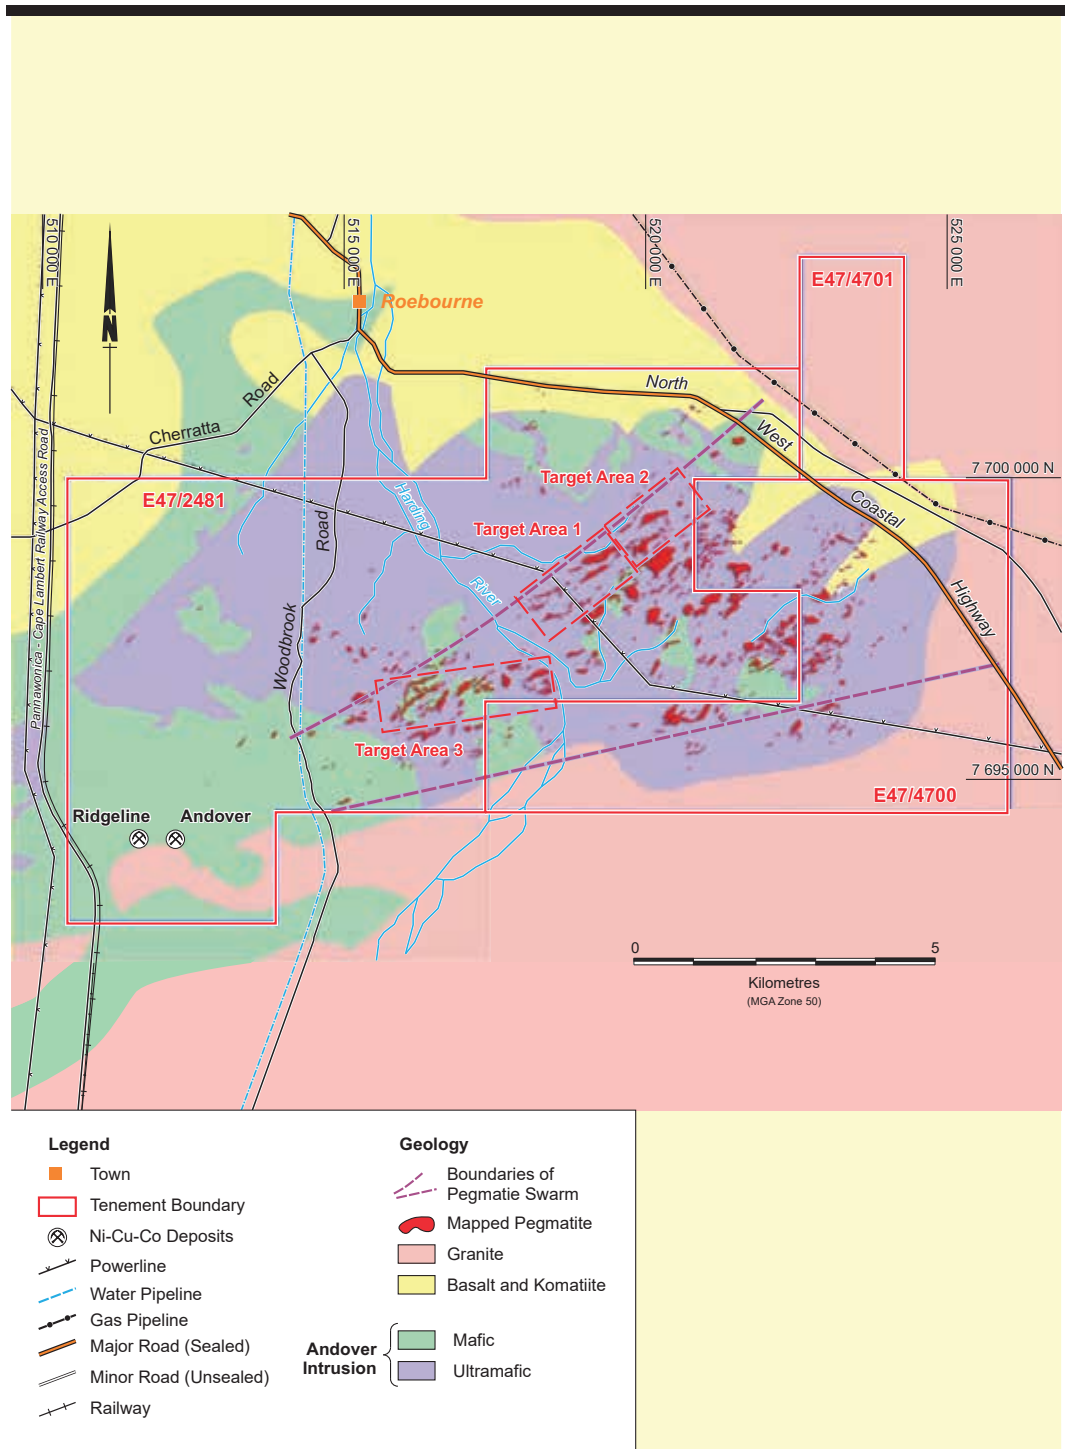 510 000 E
515 000 E
520 000 E
525 000 E
E47/4701
N
Roebourne
North
Cherratta
Road
West
7 700 000 N
Target Area 2
E47/2481
Harding
Coastal
Target Area 1
Road
River
Highway
Pannawonica - Cape Lambert Railway Access Road
Woodbrook
Target Area 3
7 695 000 N
E47/4700
Ridgeline
Andover
0
5
Kilometres
(MGA Zone 50)
Legend
Town
Tenement Boundary
Ni-Cu-Co Deposits
Powerline
Water Pipeline
Gas Pipeline
Major Road (Sealed)
Minor Road (Unsealed)
Railway
Geology
Boundaries of
Pegmatie Swarm
Mapped Pegmatite
Granite
Basalt and Komatiite
Andover
Intrusion
Mafic
Ultramafic